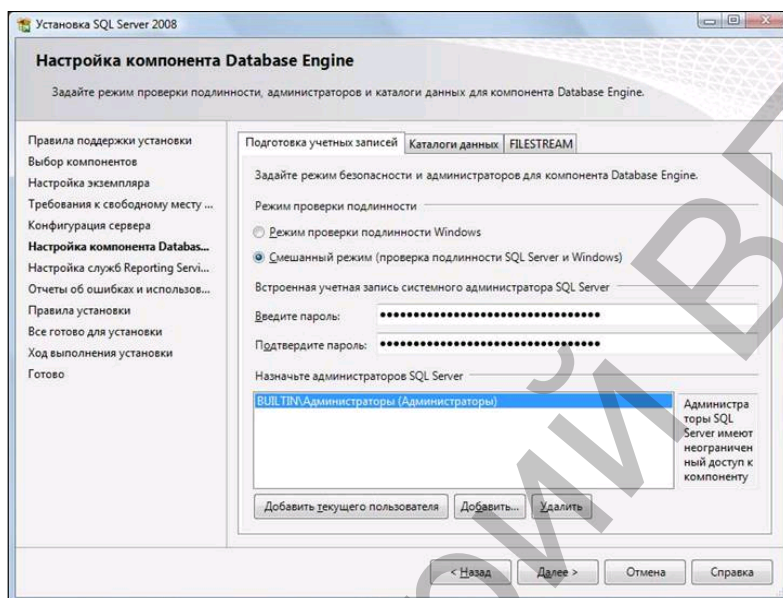 Установка SQL Server 2008
Настройка компонента Database Engine
Задайте режим проверки подлинности, администраторов и каталоги данных для компонента Database Engine.
Правила поддержки установки
Выбор компонентов
Настройка экземпляра
Требования к свободному месту ...
Конфигурация сервера
Настройка компонента Databas...
Настройка служб Reporting Servi...
Отчеты об ошибках и использов...
Правила установки
Все готово для установки
Ход выполнения установки
Готово
Подготовка учетных записей Каталоги данных FILESTREAM
Задайте режим безопасности и администраторов для компонента Database Engine.
Режим проверки подлинности
Режим проверки подлинности Windows
Смешанный режим (проверка подлинности SQL Server и Windows)
Встроенная учетная запись системного администратора SQL Server
Введите пароль:
Подтвердите пароль:
Назначьте администраторов SQL Server
BUILTIN\Администраторы (Администраторы)
Администра
торы SQL
Server имеют
неограничен
ный доступ к
компоненту
Добавить текущего пользователя Добавить... Удалить
< Назад Далее > Отмена Справка